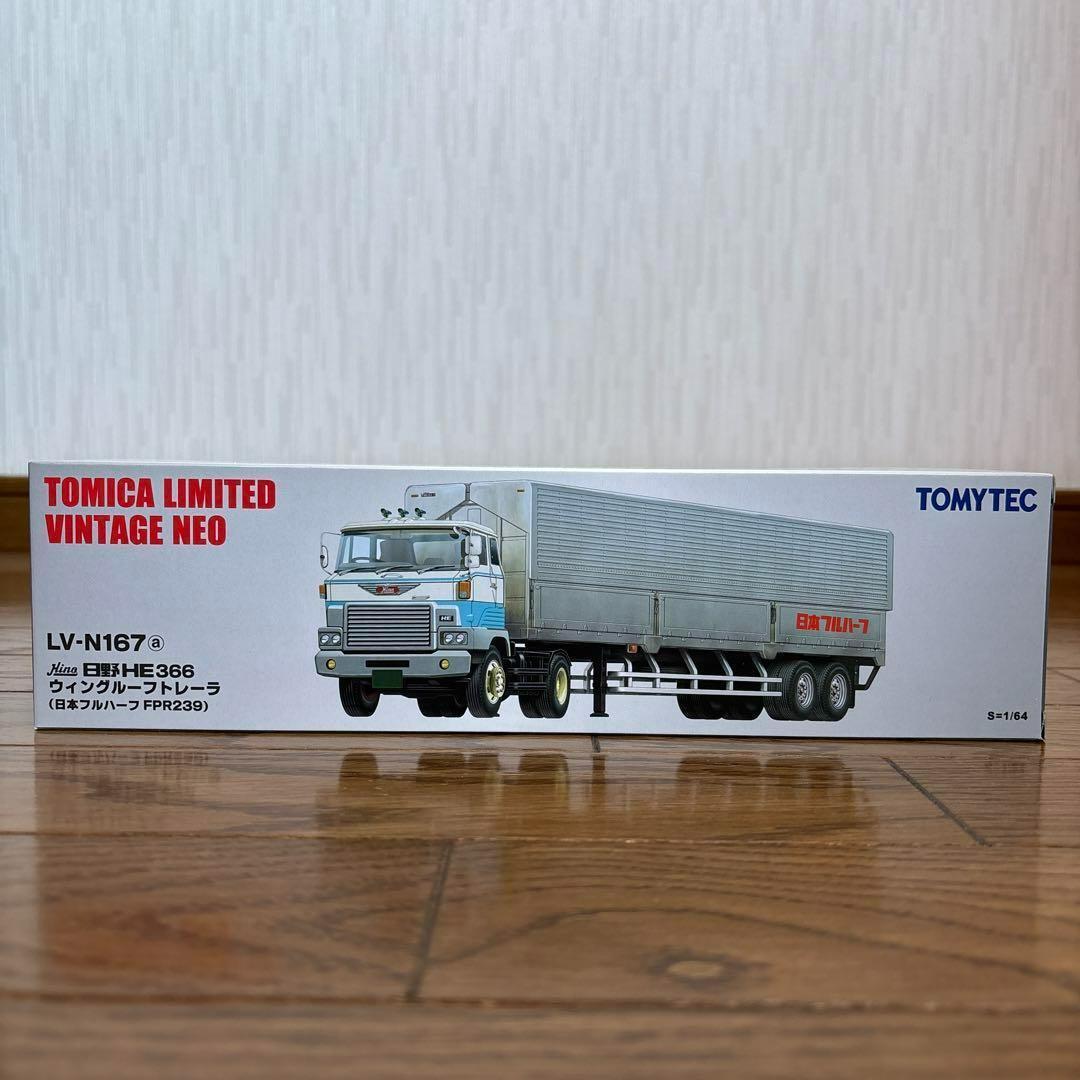 TOMICA LIMITED
VINTAGE NEO
TOMYTEC
LV-N167ⓐ
Hino 日野HE366
ウィングルーフトレーラ
(日本フルハーフ FPR239)
Hino
HE
日本フルハーフ
S=1/64